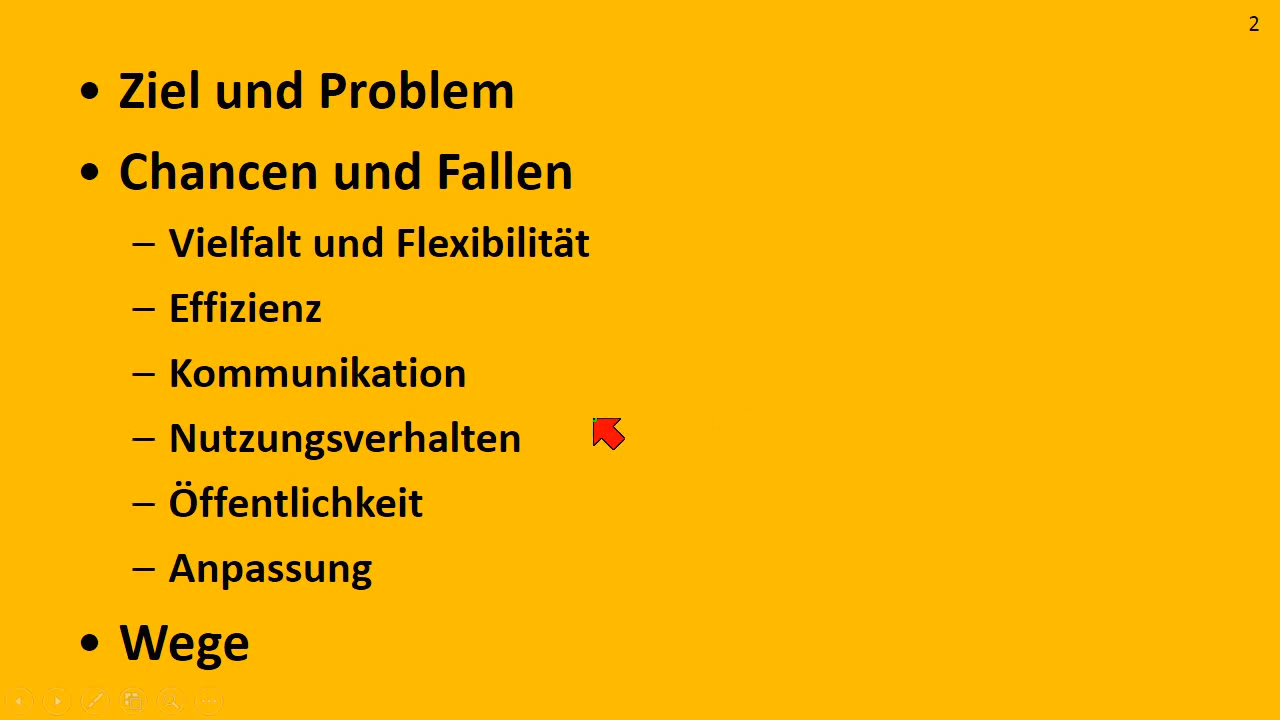 2
• Ziel und Problem
• Chancen und Fallen
– Vielfalt und Flexibilität
– Effizienz
– Kommunikation
– Nutzungsverhalten
– Öffentlichkeit
– Anpassung
• Wege